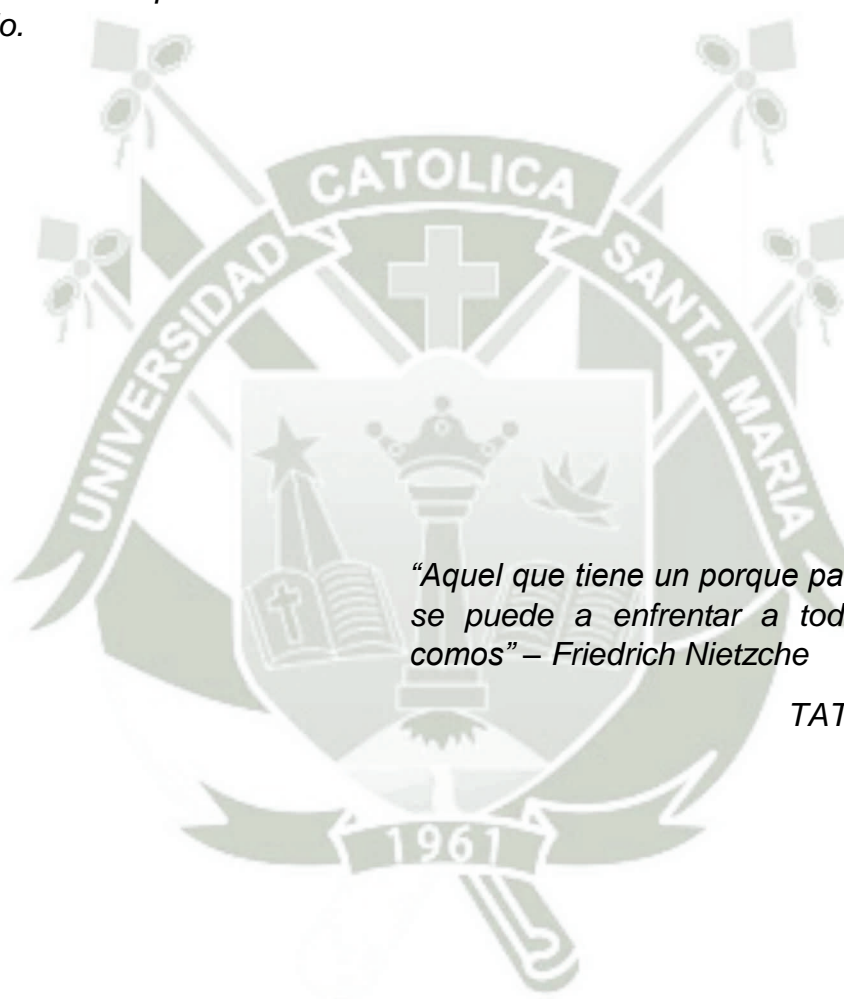 io.
CATOLICA
UNIVERSIDAD
SANTA MARIA
“Aquel que tiene un porque pa
se puede a enfrentar a tod
comos” – Friedrich Nietzche
TAT
1961